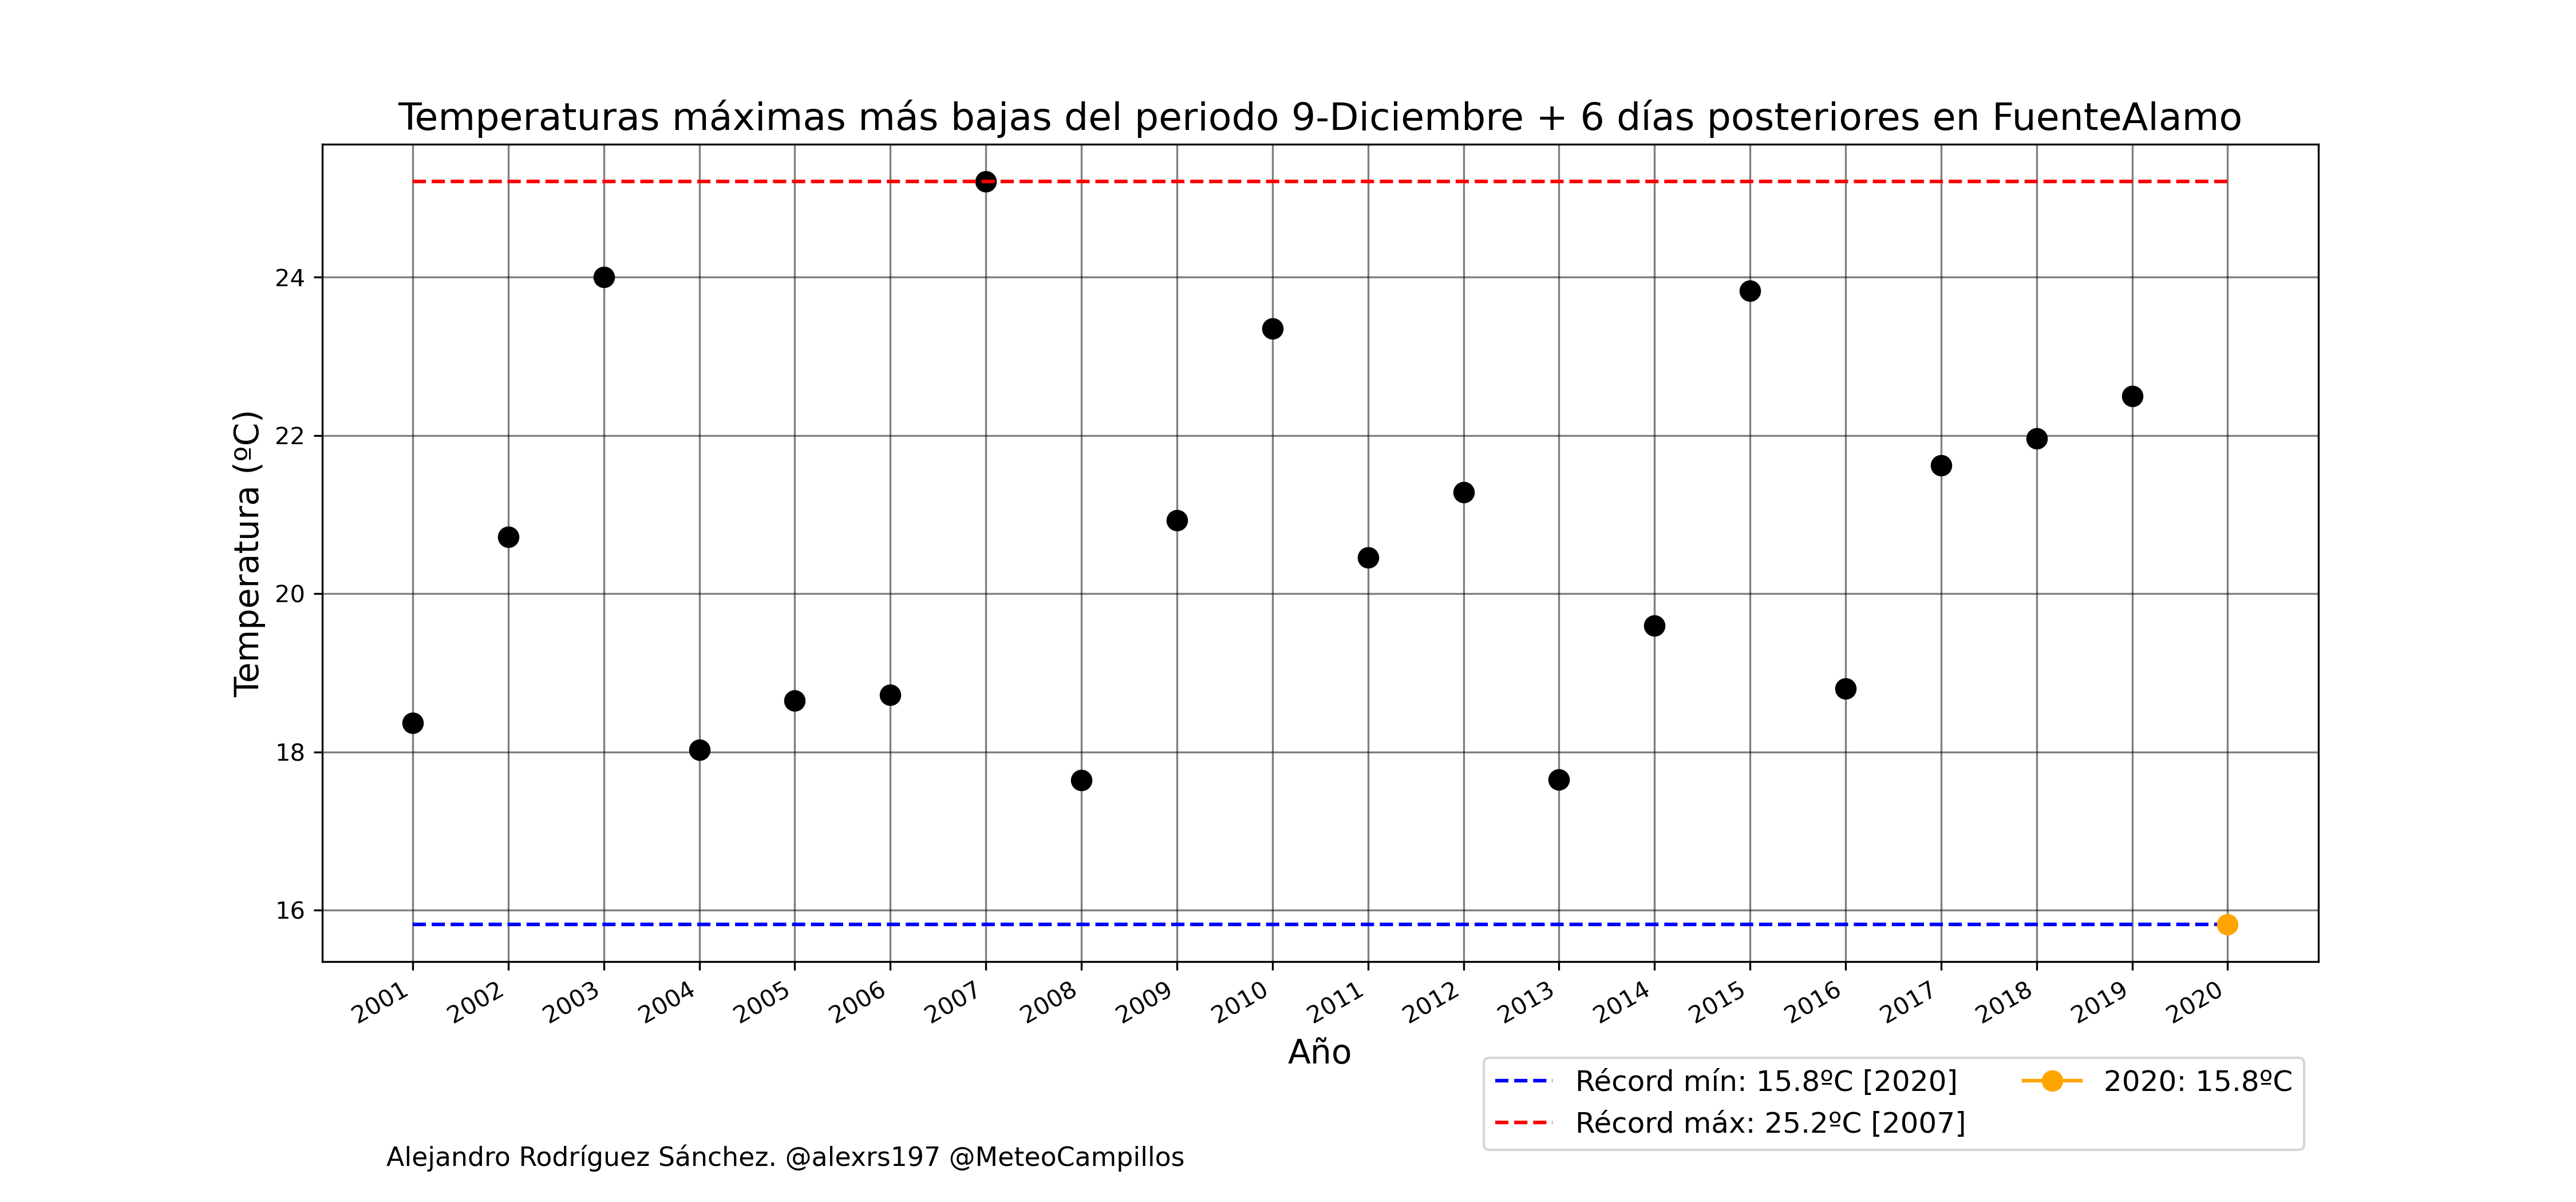 Temperaturas máximas más bajas del periodo 9-Diciembre + 6 días posteriores en FuenteAlamo
Temperatura (ºC)
24
22
20
18
16
2001 2002 2003 2004 2005 2006 2007 2008 2009 2010 2011 2012 2013 2014 2015 2016 2017 2018 2019 2020
Año
Récord mín: 15.8ºC [2020]
Récord máx: 25.2ºC [2007]
2020: 15.8ºC
Alejandro Rodríguez Sánchez. @alexrs197 @MeteoCampillos